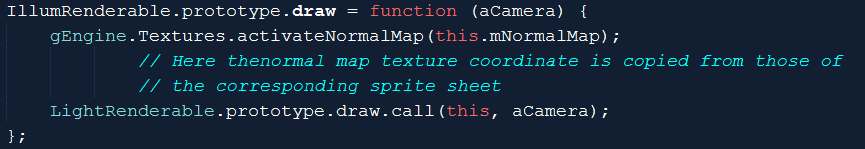 IllumRenderable.prototype.draw = function (aCamera) {
    gEngine.Textures.activateNormalMap(this.mNormalMap);
            // Here thenormal map texture coordinate is copied from those of
            // the corresponding sprite sheet
    LightRenderable.prototype.draw.call(this, aCamera);
};